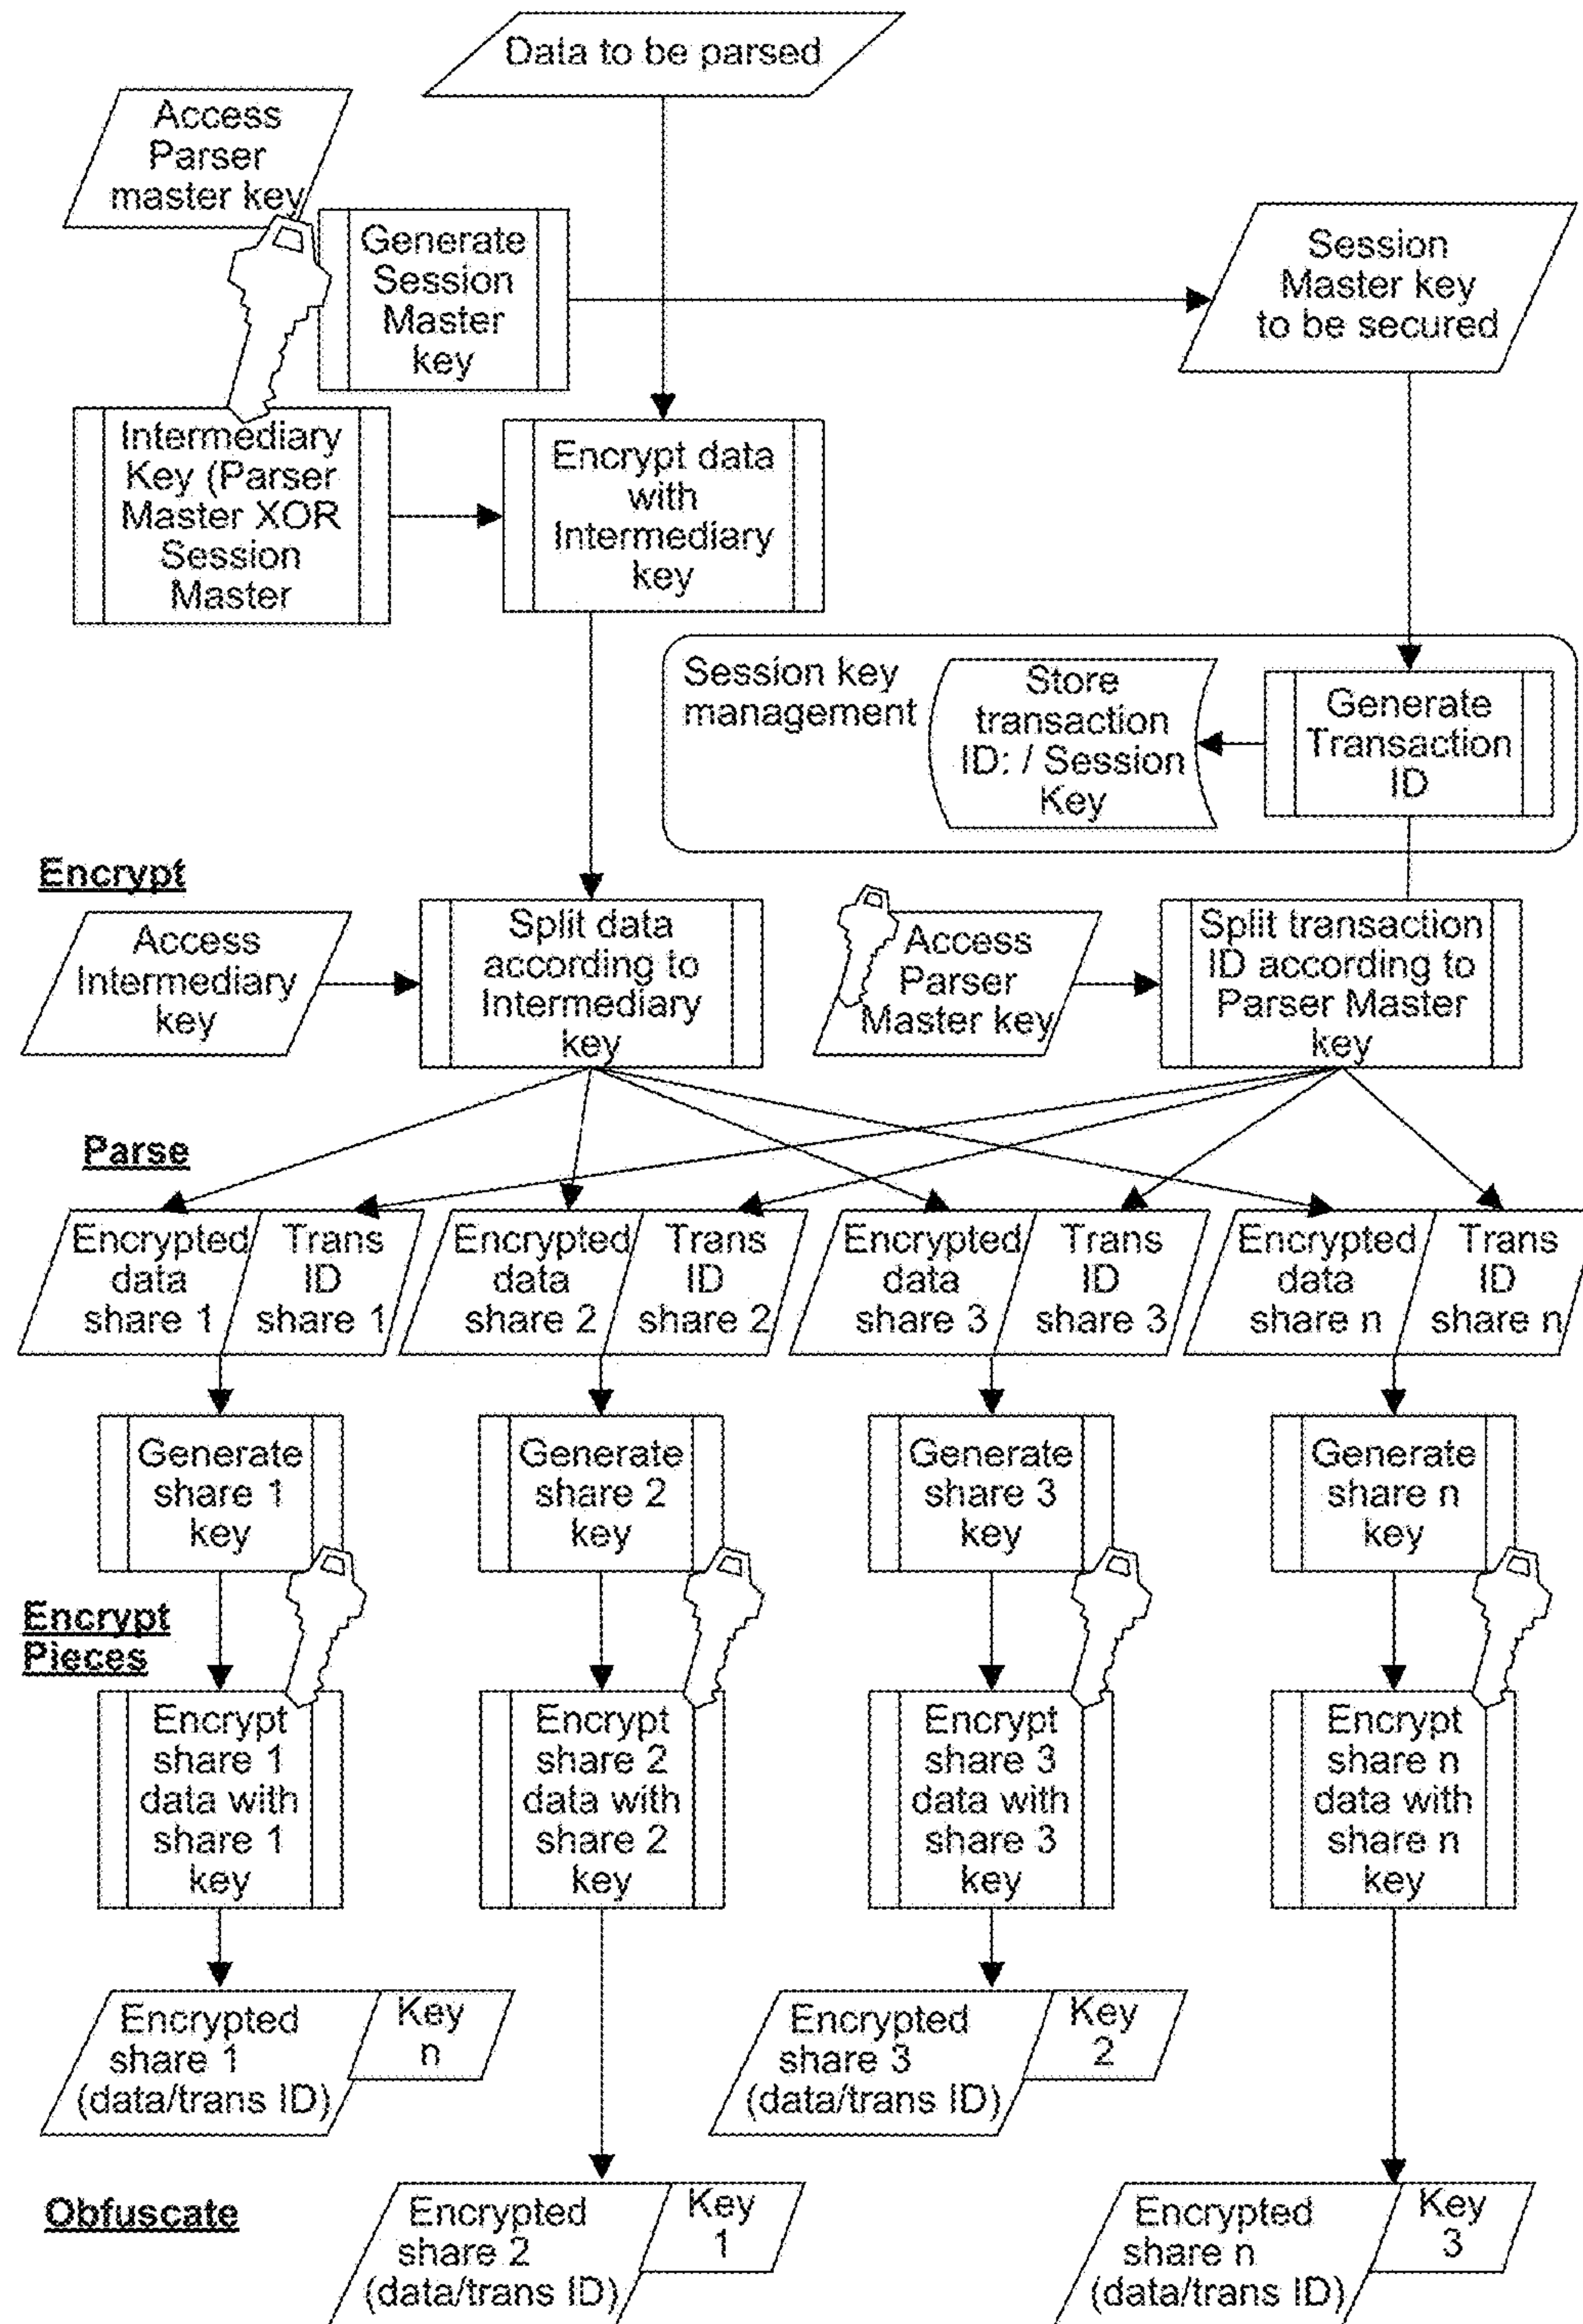 Data to be parsed
Access
Parser
master key
Generate
Session
Master
key
Session
Master key
to be secured
Intermediary
Key (Parser
Master XOR
Session
Master
Encrypt data
with
Intermediary
key
Session key
management
Store
transaction
ID: / Session
Key
Generate
Transaction
ID
Encrypt
Access
Intermediary
key
Split data
according to
Intermediary
key
Access
Parser
Master key
Split transaction
ID according to
Parser Master
key
Parse
Encrypted
data
share 1
Trans
ID
share 1
Encrypted
data
share 2
Trans
ID
share 2
Encrypted
data
share 3
Trans
ID
share 3
Encrypted
data
share n
Trans
ID
share n
Generate
share 1
key
Generate
share 2
key
Generate
share 3
key
Generate
share n
key
Encrypt
Pieces
Encrypt
share 1
data with
share 1
key
Encrypt
share 2
data with
share 2
key
Encrypt
share 3
data with
share 3
key
Encrypt
share n
data with
share n
key
Encrypted
share 1
(data/trans ID)
Key
n
Encrypted
share 3
(data/trans ID)
Key
2
Obfuscate
Encrypted
share 2
(data/trans ID)
Key
1
Encrypted
share n
(data/trans ID)
Key
3